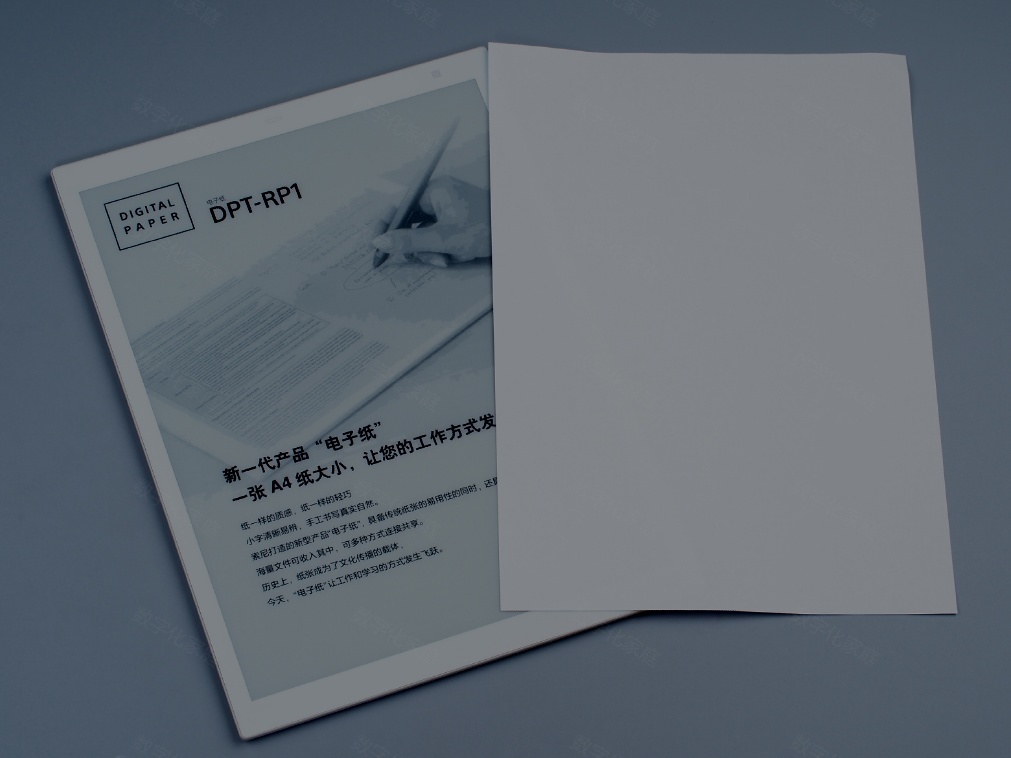 DIGITAL
PAPER
电子纸
DPT-RP1
新一代产品“电子纸”
一张 A4 纸大小，让您的工作方式发
纸一样的质感，纸一样的轻巧
小字清晰易辨，手工书写真实自然。
索尼打造的新型产品“电子纸”，具备传统纸张的易用性的同时，还
海量文件可收入其中，可多种方式连接共享。
历史上，纸张成为了文化传播的载体，
今天，“电子纸”让工作和学习的方式发生飞跃。